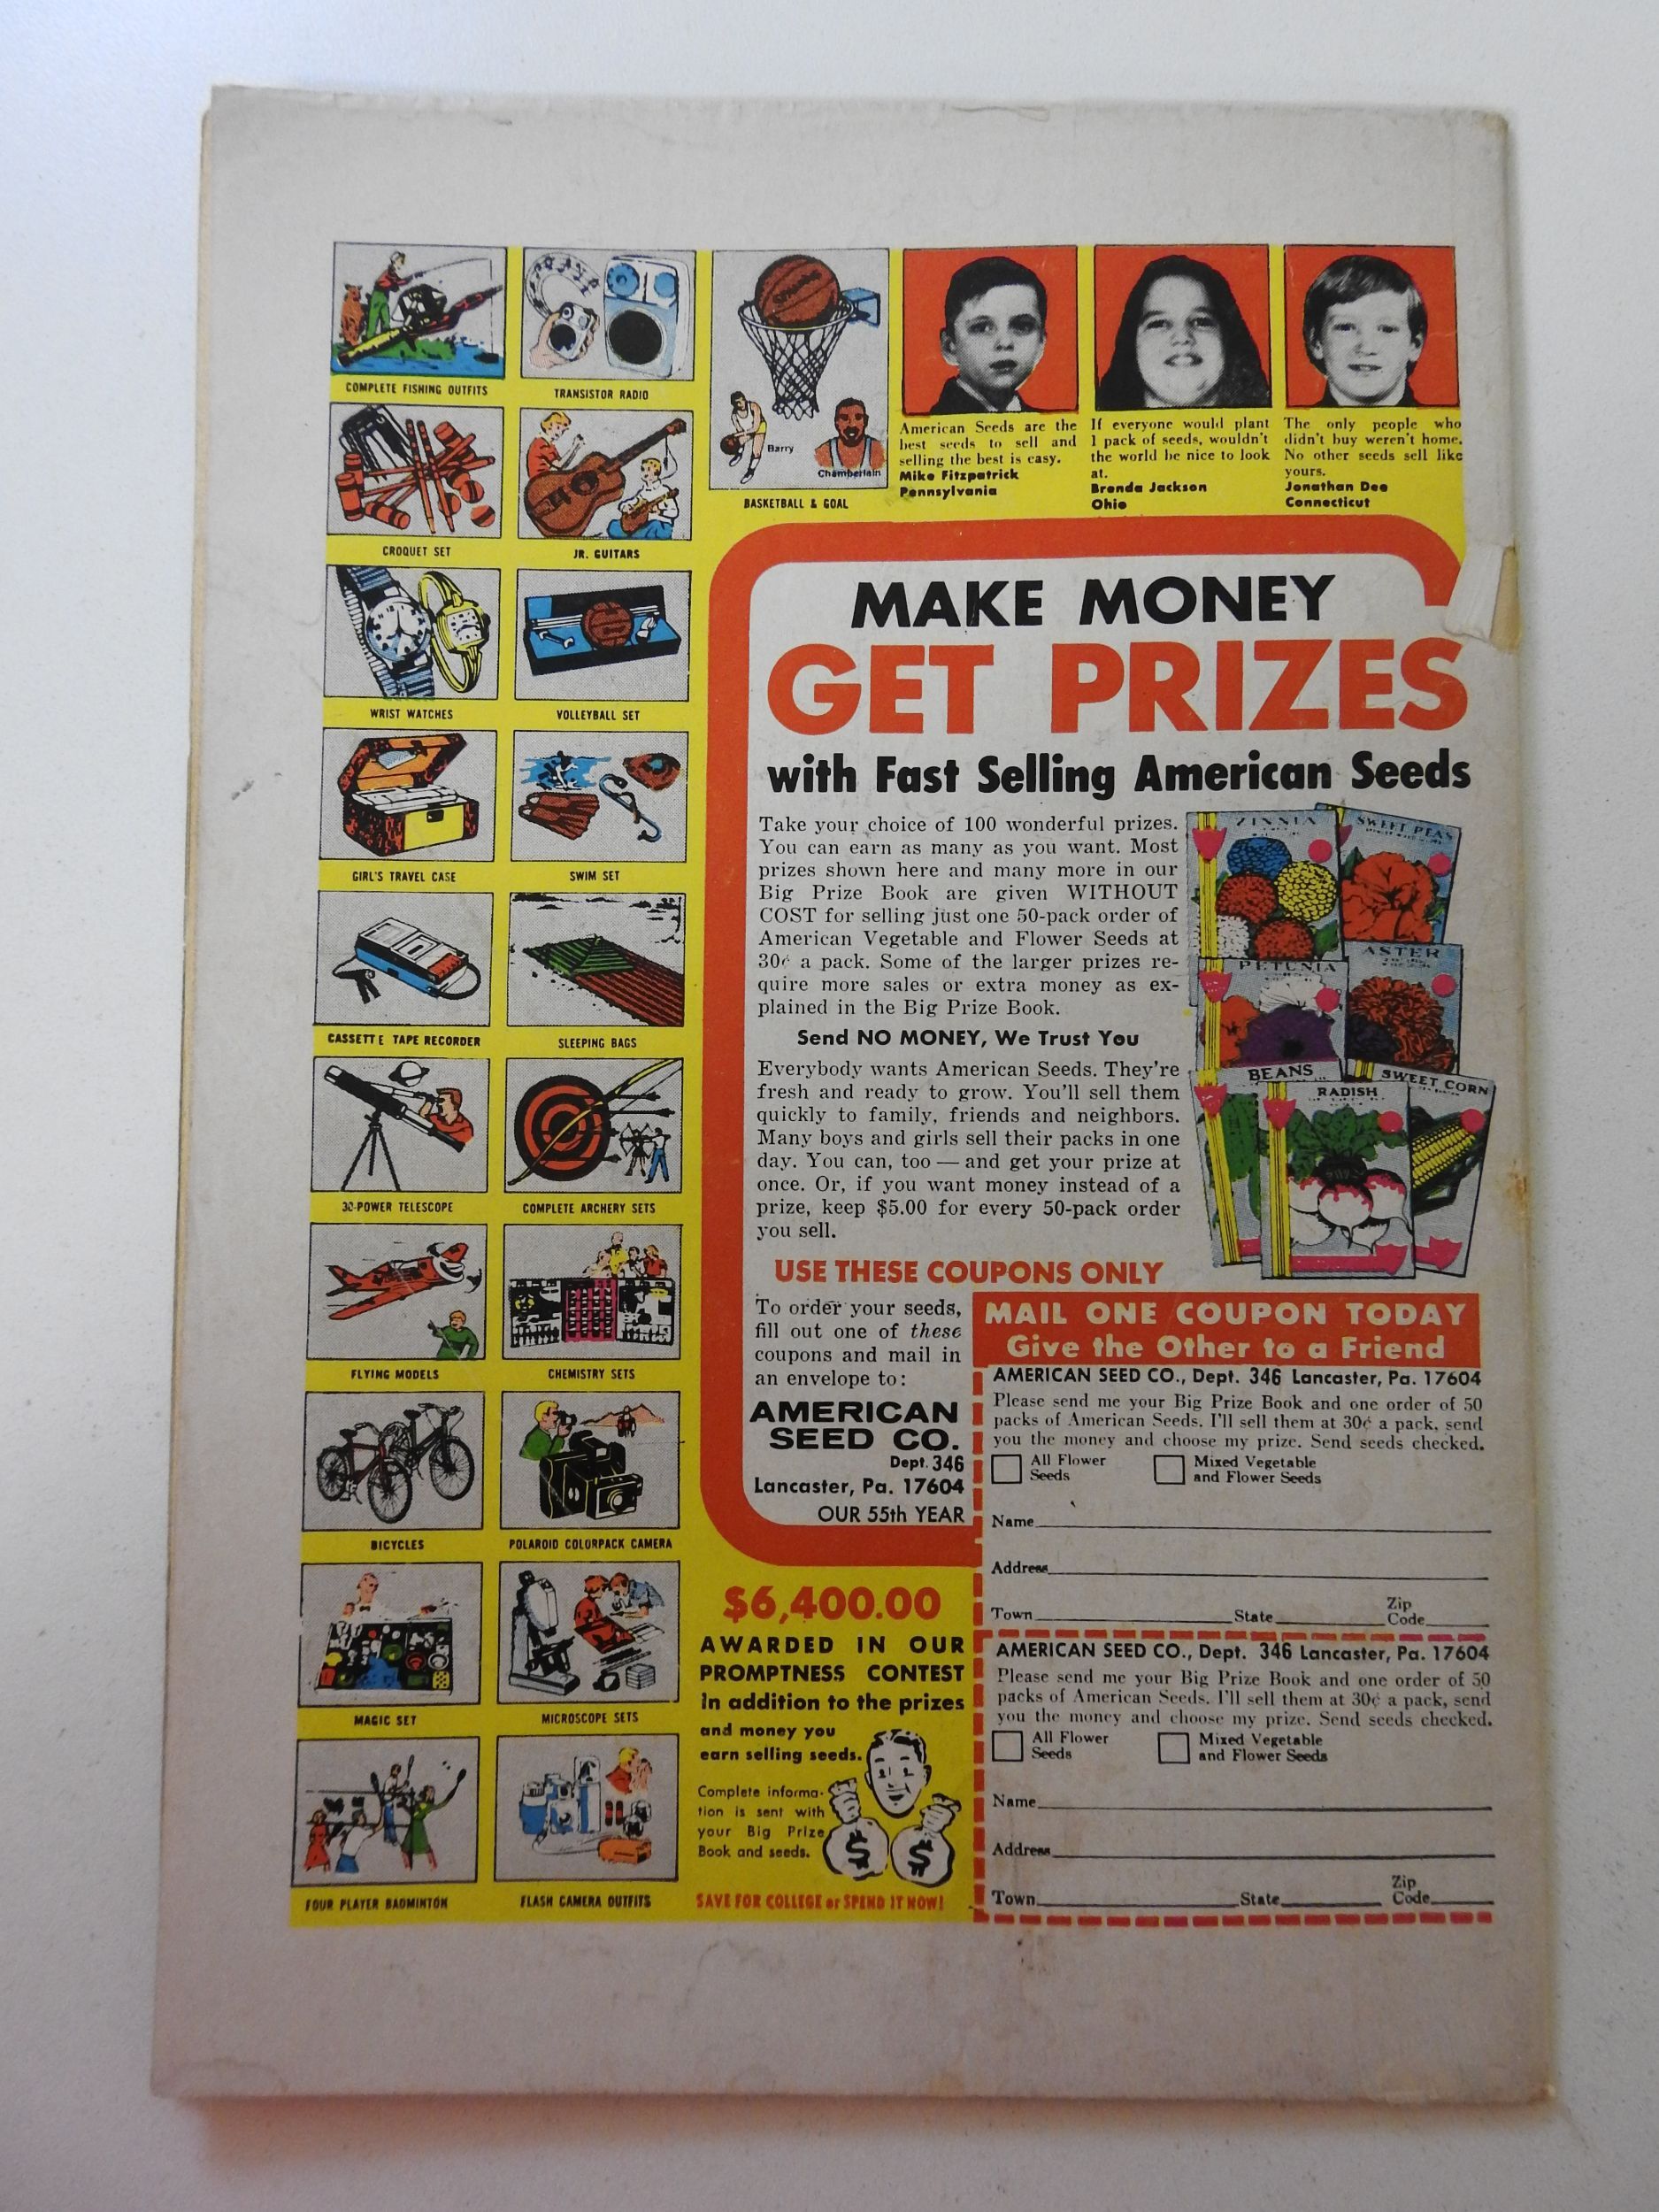 COMPLETE FISHING OUTFITS
TRANSISTOR RADIO
CROQUET SET
JR. GUITARS
WRIST WATCHES
VOLLEYBALL SET
GIRL'S TRAVEL CASE
SWIM SET
CASSETTE TAPE RECORDER
SLEEPING BAGS
30-POWER TELESCOPE
COMPLETE ARCHERY SETS
FLYING MODELS
CHEMISTRY SETS
BICYCLES
POLAROID COLORPACK CAMERA
MAGIC SET
MICROSCOPE SETS
FOUR PLAYER BADMINTON
FLASH CAMERA OUTFITS
Barry
Chamberlain
BASKETBALL & GOAL
American Seeds are the
best seeds to sell and
selling the best is easy.
Mike Fitzpatrick
Pennsylvania
If everyone would plant
1 pack of seeds, wouldn't
the world be nice to look
at.
Brenda Jackson
Ohio
The only people who
didn't buy weren't home.
No other seeds sell like
yours.
Jonathan Dee
Connecticut
MAKE MONEY
GET PRIZES
with Fast Selling American Seeds
Take your choice of 100 wonderful prizes.
You can earn as many as you want. Most
prizes shown here and many more in our
Big Prize Book are given WITHOUT
COST for selling just one 50-pack order of
American Vegetable and Flower Seeds at
30¢ a pack. Some of the larger prizes re-
quire more sales or extra money as ex-
plained in the Big Prize Book.
Send NO MONEY, We Trust You
Everybody wants American Seeds. They're
fresh and ready to grow. You'll sell them
quickly to family, friends and neighbors.
Many boys and girls sell their packs in one
day. You can, too — and get your prize at
once. Or, if you want money instead of a
prize, keep $5.00 for every 50-pack order
you sell.
ZINNIA
SWEET PEAS
PETUNIA
ASTER
BEANS
RADISH
SWEET CORN
USE THESE COUPONS ONLY
To order your seeds,
fill out one of these
coupons and mail in
an envelope to:
AMERICAN
SEED CO.
Dept. 346
Lancaster, Pa. 17604
OUR 55th YEAR
MAIL ONE COUPON TODAY
Give the Other to a Friend
AMERICAN SEED CO., Dept. 346 Lancaster, Pa. 17604
Please send me your Big Prize Book and one order of 50
packs of American Seeds. I'll sell them at 30¢ a pack, send
you the money and choose my prize. Send seeds checked.
All Flower
Seeds
Mixed Vegetable
and Flower Seeds
Name
Address
Town State Zip
Code
AMERICAN SEED CO., Dept. 346 Lancaster, Pa. 17604
Please send me your Big Prize Book and one order of 50
packs of American Seeds. I'll sell them at 30¢ a pack, send
you the money and choose my prize. Send seeds checked.
All Flower
Seeds
Mixed Vegetable
and Flower Seeds
Name
Address
Town State Zip
Code
$6,400.00
AWARDED IN OUR
PROMPTNESS CONTEST
In addition to the prizes
and money you
earn selling seeds.
Complete informa-
tion is sent with
your Big Prize
Book and seeds.
$ $
SAVE FOR COLLEGE or SPEND IT NOW!